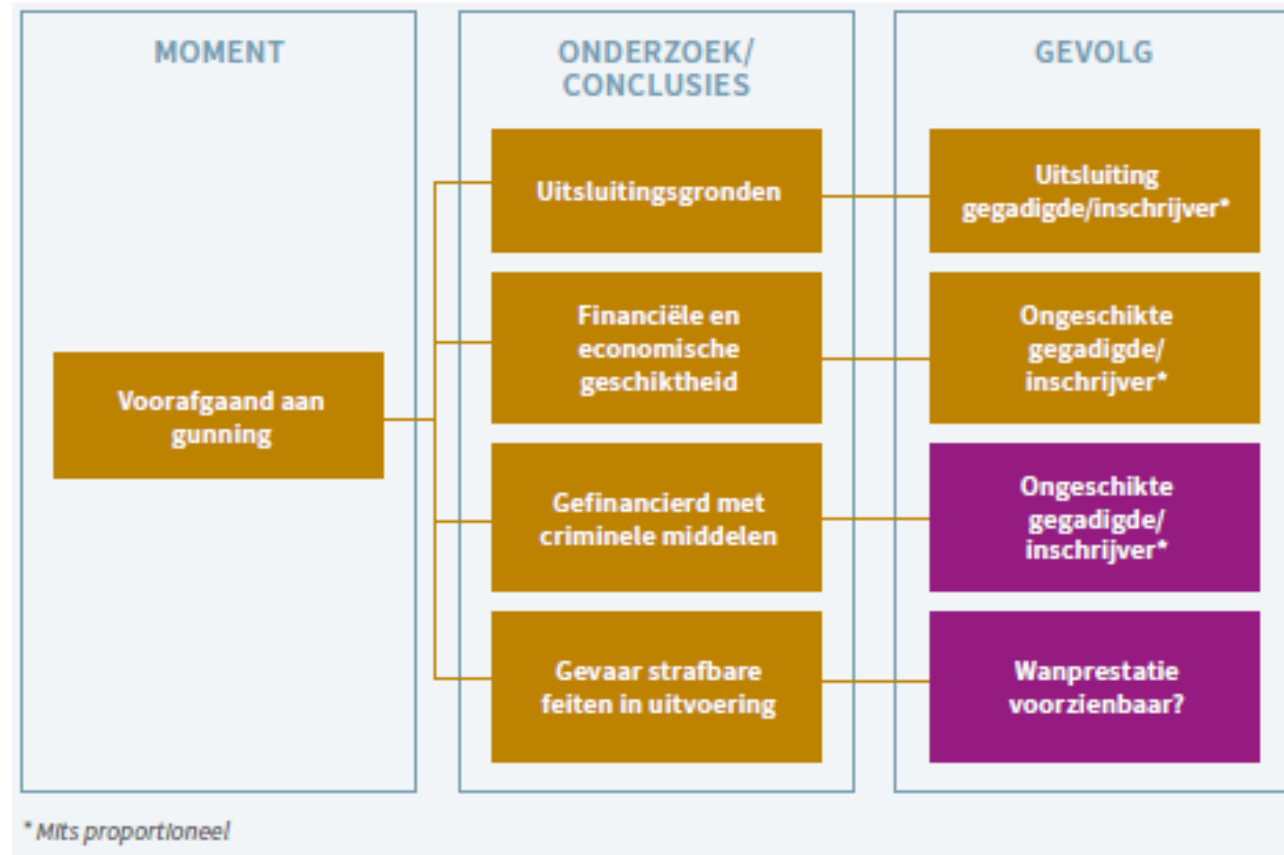 MOMENT
ONDERZOEK/
CONCLUSIES
GEVOLG
Voorafgaand aan
gunning
Uitsluitingsgronden
Uitsluiting
gegadigde/inschrijver*
Financiële en
economische
geschiktheid
Ongeschikte
gegadigde/
inschrijver*
Gefinancierd met
criminele middelen
Ongeschikte
gegadigde/
inschrijver*
Gevaar strafbare
feiten in uitvoering
Wanprestatie
voorzienbaar?
* Mits proportioneel